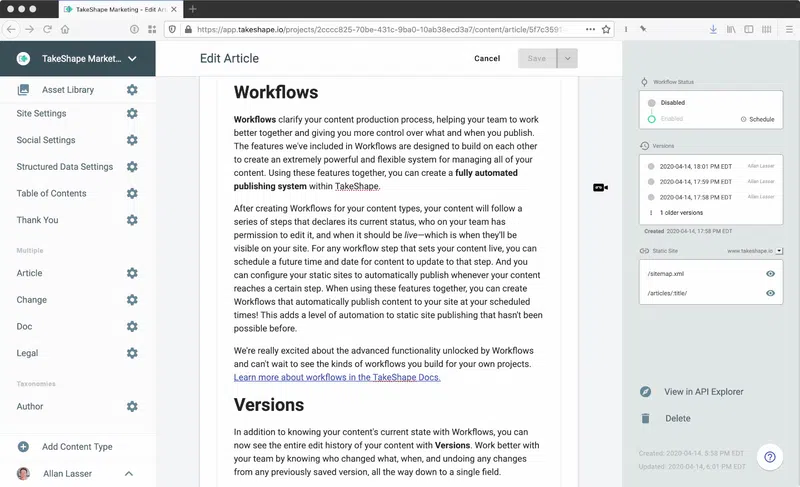 TakeShape Marketing - Edit Art
https://app.takeshape.io/projects/2cccc825-70be-431c-9ba0-10ab38ecd3a7/content/article/5f7c359
TakeShape Market...
Edit Article
Cancel
Save
Asset Library
Site Settings
Social Settings
Structured Data Settings
Table of Contents
Thank You
Multiple
Article
Change
Doc
Legal
Taxonomies
Author
Add Content Type
Allan Lasser
Workflows
Workflows clarify your content production process, helping your team to work
better together and giving you more control over what and when you publish.
The features we've included in Workflows are designed to build on each other
to create an extremely powerful and flexible system for managing all of your
content. Using these features together, you can create a fully automated
publishing system within TakeShape.
After creating Workflows for your content types, your content will follow a
series of steps that declares its current status, who on your team has
permission to edit it, and when it should be live—which is when they'll be
visible on your site. For any workflow step that sets your content live, you can
schedule a future time and date for content to update to that step. And you
can configure your static sites to automatically publish whenever your content
reaches a certain step. When using these features together, you can create
Workflows that automatically publish content to your site at your scheduled
times! This adds a level of automation to static site publishing that hasn't been
possible before.
We're really excited about the advanced functionality unlocked by Workflows
and can't wait to see the kinds of workflows you build for your own projects.
Learn more about workflows in the TakeShape Docs.
Versions
In addition to knowing your content's current state with Workflows, you can
now see the entire edit history of your content with Versions. Work better with
your team by knowing who changed what, when, and undoing any changes
from any previously saved version, all the way down to a single field.
Workflow Status
Disabled
Enabled
Schedule
Versions
2020-04-14, 18:01 PM EDT Allan Lasser
2020-04-14, 17:59 PM EDT Allan Lasser
2020-04-14, 17:58 PM EDT Allan Lasser
1 older versions
Created 2020-04-14, 17:58 PM EDT
Static Site
www.takeshape.io
/sitemap.xml
/articles/:title/
View in API Explorer
Delete
Created: 2020-04-14, 5:58 PM EDT
Updated: 2020-04-14, 6:01 PM EDT